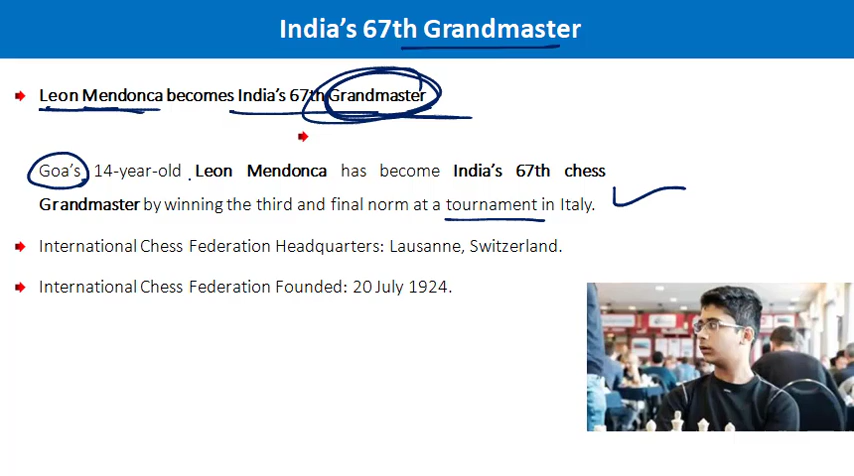 India's 67th Grandmaster
Leon Mendonca becomes India's 67th Grandmaster
Goa's 14-year-old Leon Mendonca has become India's 67th chess
Grandmaster by winning the third and final norm at a tournament in Italy.
International Chess Federation Headquarters: Lausanne, Switzerland.
International Chess Federation Founded: 20 July 1924.